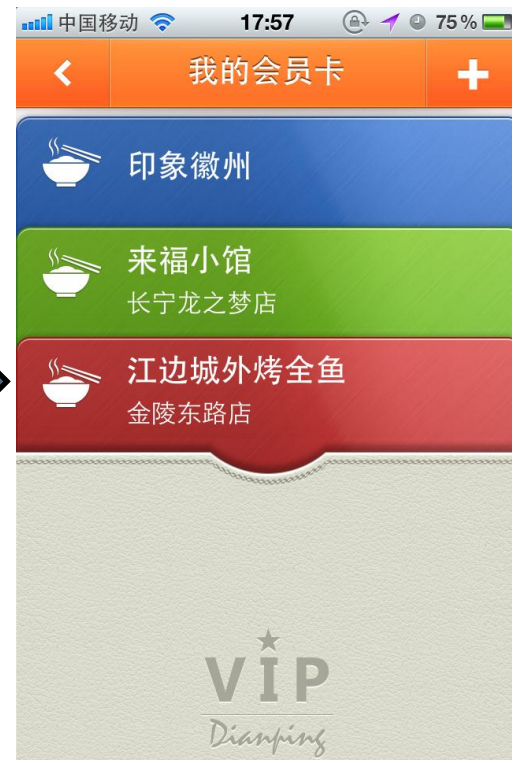 中国移动 17:57 75%
我的会员卡
印象徽州
来福小馆
长宁龙之梦店
江边城外烤全鱼
金陵东路店
VIP
Dianping